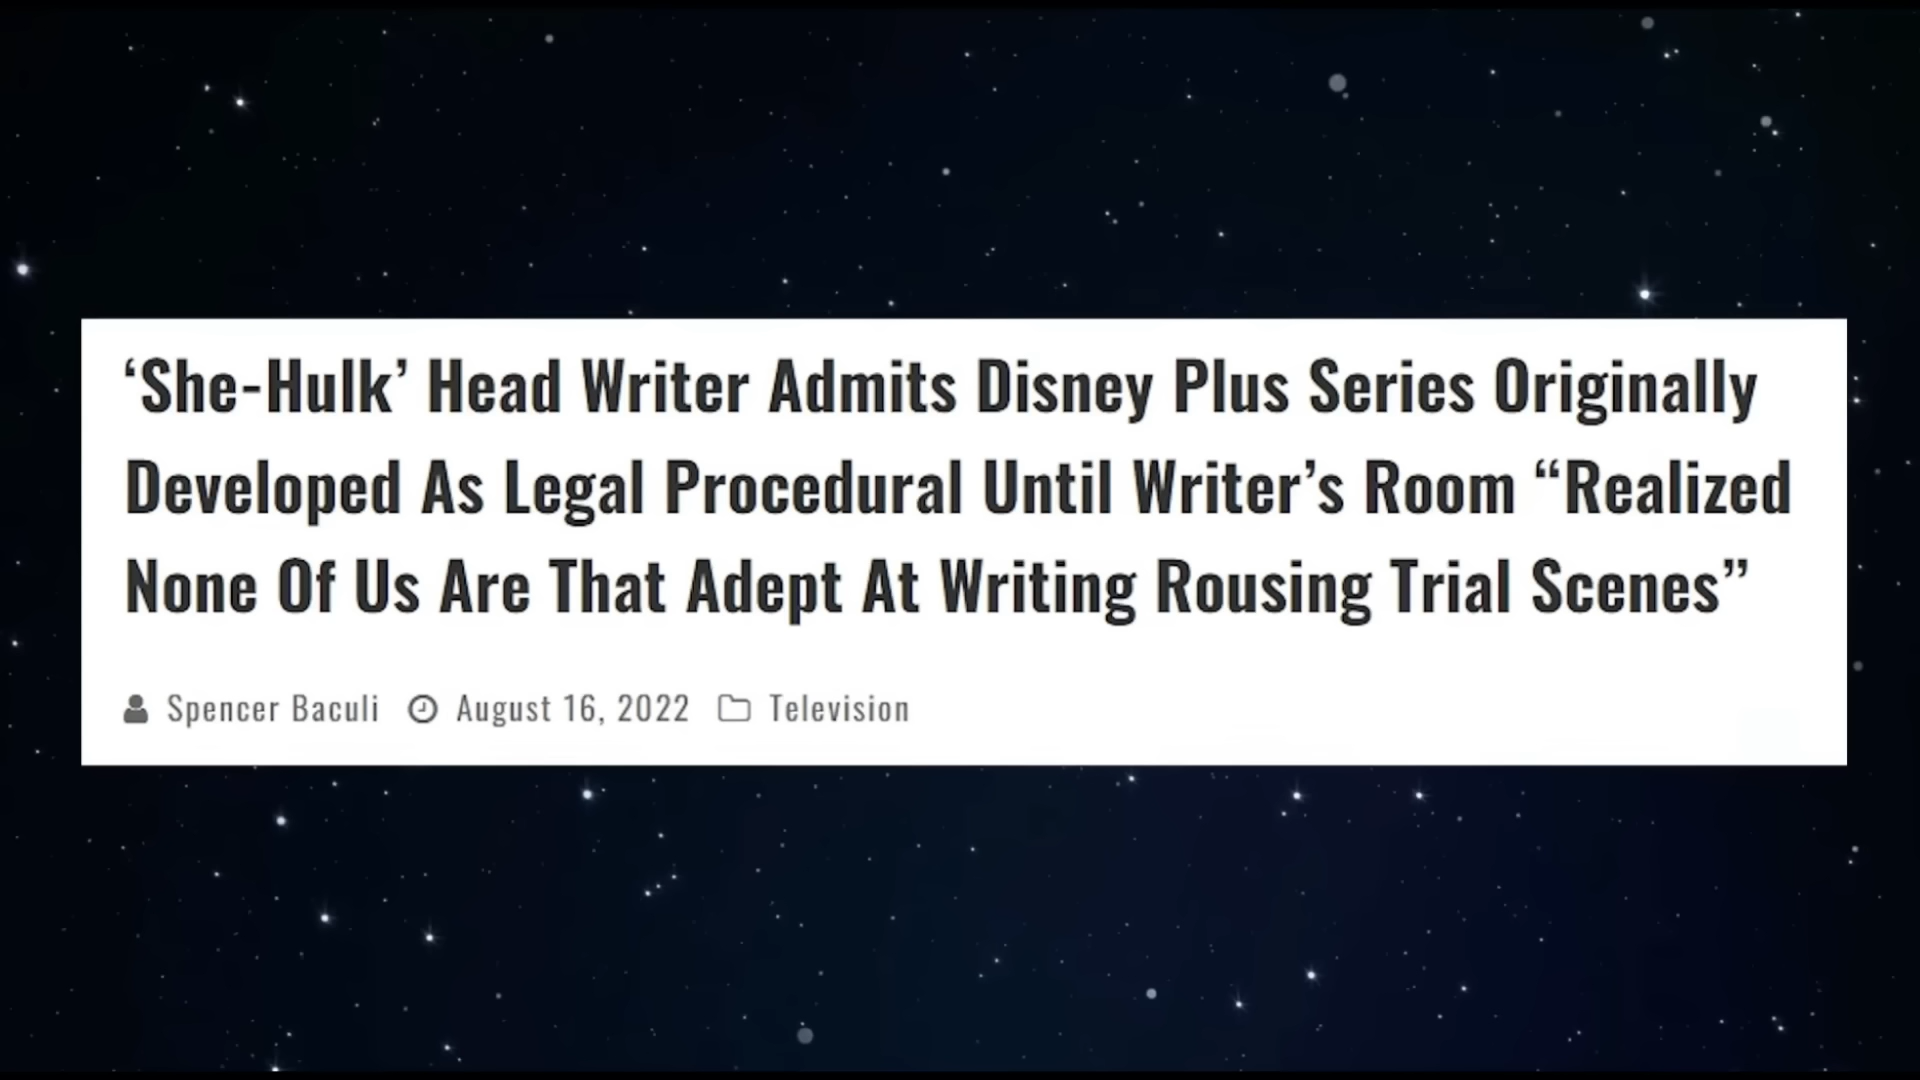 ‘She-Hulk’ Head Writer Admits Disney Plus Series Originally
Developed As Legal Procedural Until Writer’s Room “Realized
None Of Us Are That Adept At Writing Rousing Trial Scenes”
Spencer Baculi August 16, 2022 Television